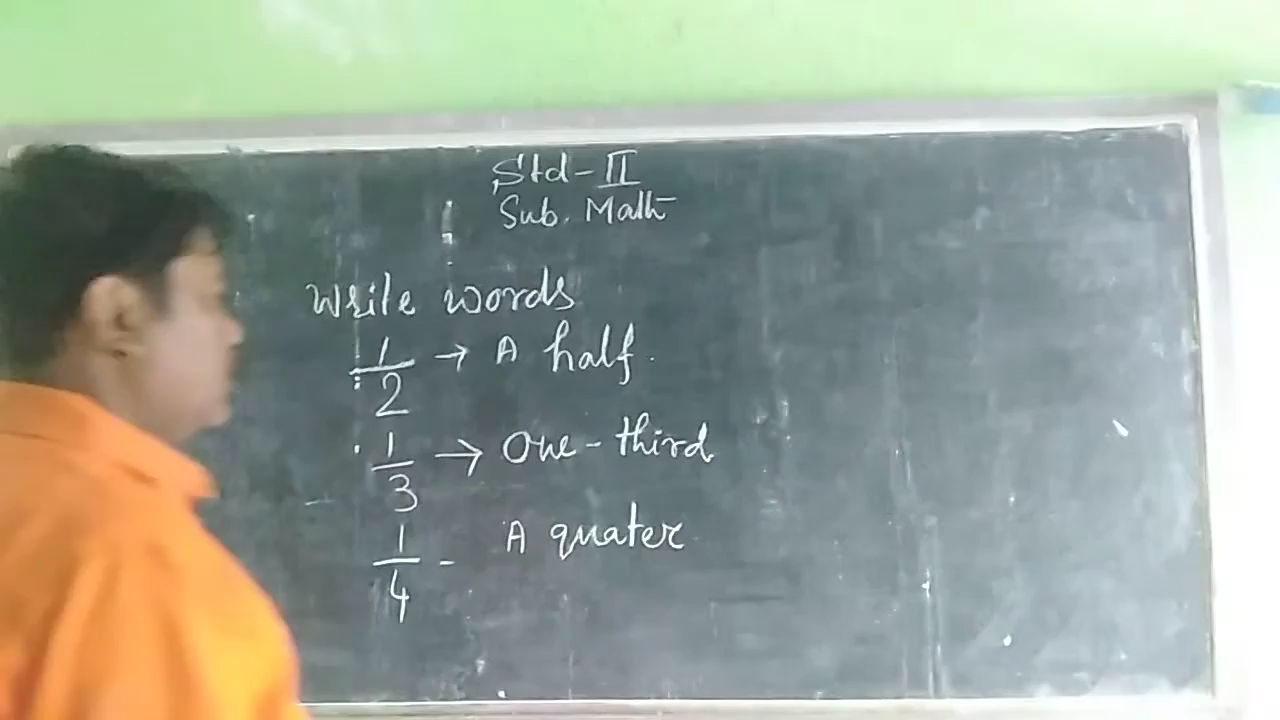 Std-II
Sub. Math
Write words
1/2 → A half.
1/3 → One-third
1/4 - A quater